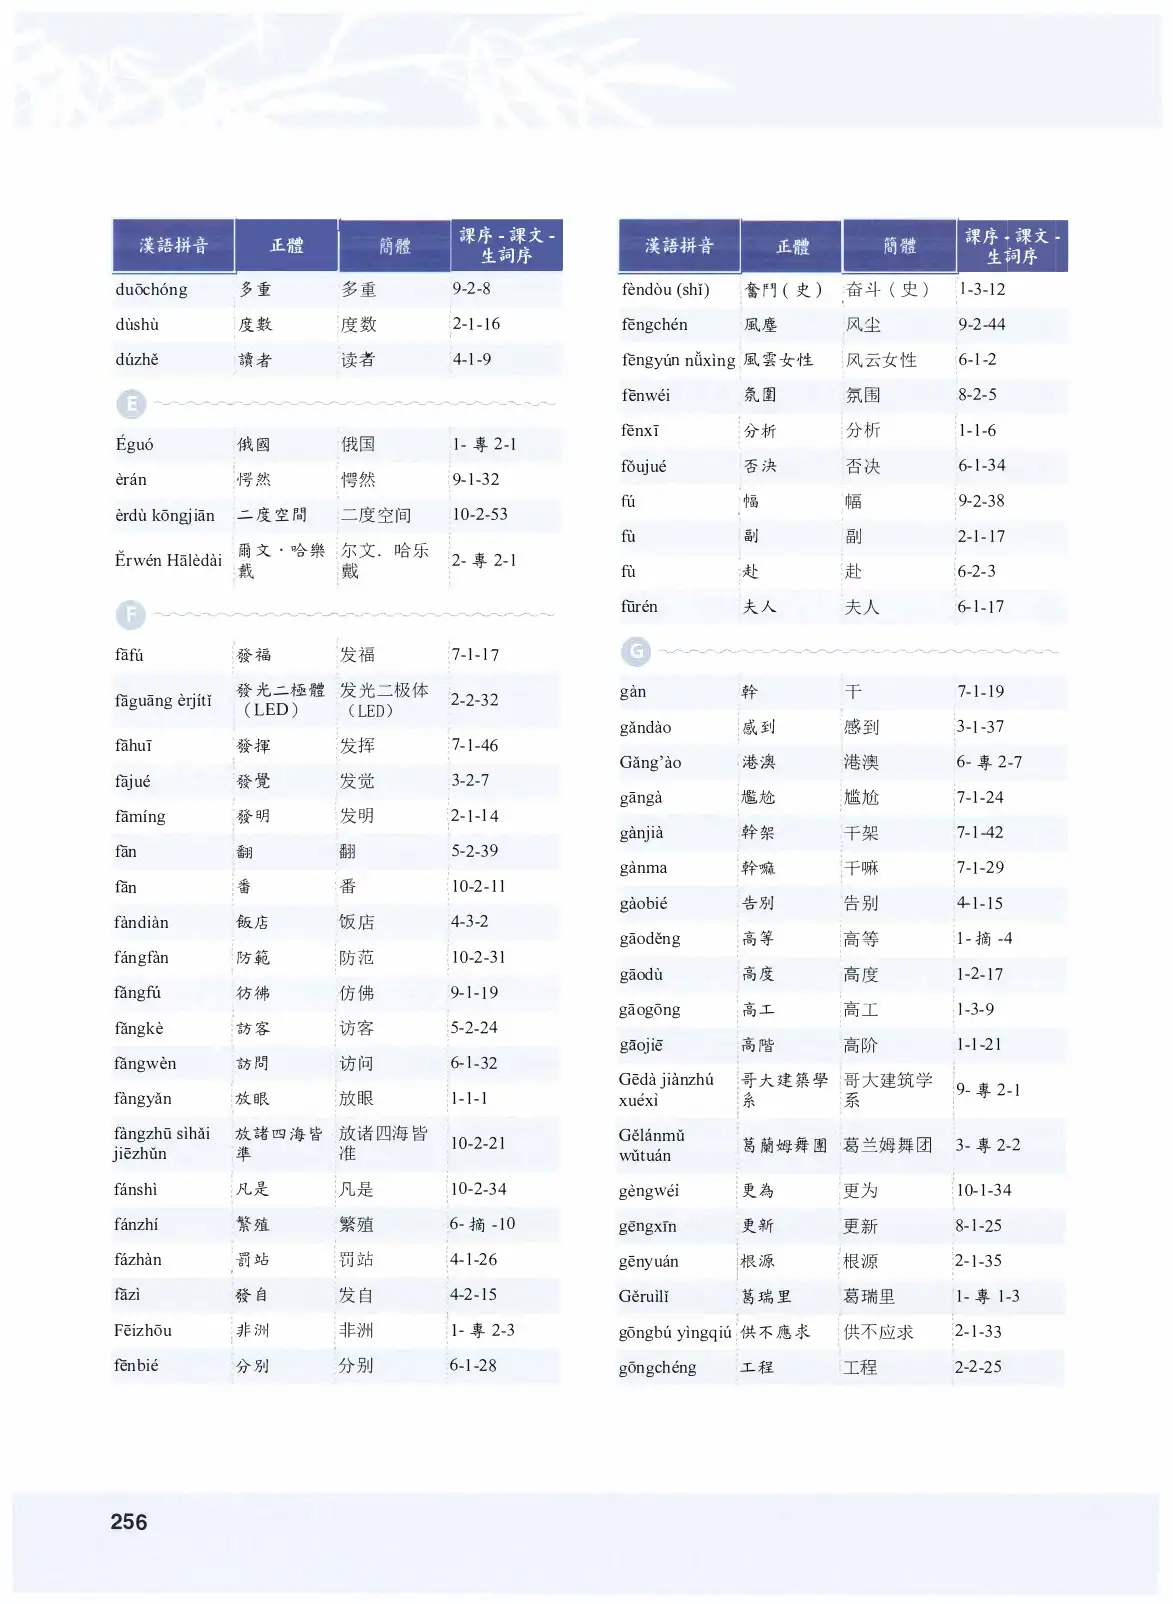 漢語拼音 正體 簡體 課序 - 課文 - 生詞序
duōchóng 多重 多重 9-2-8
dùshù 度數 度数 2-1-16
dúzhě 讀者 读者 4-1-9
E
Éguó 俄國 俄国 1- 專 2-1
èrán 愕然 愕然 9-1-32
èrdù kōngjiān 二度空間 二度空间 10-2-53
Ěrwén Hālèdài 爾文・哈樂戴 尔文．哈乐戴 2- 專 2-1
F
fāfú 發福 发福 7-1-17
fāguāng èrjítǐ 發光二極體（LED） 发光二极体（LED） 2-2-32
fāhuī 發揮 发挥 7-1-46
fājué 發覺 发觉 3-2-7
fāmíng 發明 发明 2-1-14
fān 翻 翻 5-2-39
fān 番 番 10-2-11
fàndiàn 飯店 饭店 4-3-2
fángfàn 防範 防范 10-2-31
fǎngfú 彷彿 仿佛 9-1-19
fǎngkè 訪客 访客 5-2-24
fǎngwèn 訪問 访问 6-1-32
fàngyǎn 放眼 放眼 1-1-1
fàngzhū sìhǎi jiēzhǔn 放諸四海皆準 放诸四海皆准 10-2-21
fánshì 凡是 凡是 10-2-34
fánzhí 繁殖 繁殖 6- 摘 -10
fázhàn 罰站 罚站 4-1-26
fāzì 發自 发自 4-2-15
Fēizhōu 非洲 非洲 1- 專 2-3
fēnbié 分別 分别 6-1-28
漢語拼音 正體 簡體 課序 - 課文 - 生詞序
fèndòu (shǐ) 奮鬥 ( 史 ) 奋斗（史） 1-3-12
fēngchén 風塵 风尘 9-2-44
fēngyún nǚxìng 風雲女性 风云女性 6-1-2
fēnwéi 氛圍 氛围 8-2-5
fēnxī 分析 分析 1-1-6
fǒujué 否決 否决 6-1-34
fú 幅 幅 9-2-38
fù 副 副 2-1-17
fù 赴 赴 6-2-3
fūrén 夫人 夫人 6-1-17
G
gàn 幹 干 7-1-19
gǎndào 感到 感到 3-1-37
Gǎng’ào 港澳 港澳 6- 專 2-7
gāngà 尷尬 尴尬 7-1-24
gànjià 幹架 干架 7-1-42
gànma 幹嘛 干嘛 7-1-29
gàobié 告別 告别 4-1-15
gāoděng 高等 高等 1- 摘 -4
gāodù 高度 高度 1-2-17
gāogōng 高工 高工 1-3-9
gāojiē 高階 高阶 1-1-21
Gēdà jiànzhú xuéxì 哥大建築學系 哥大建筑学系 9- 專 2-1
Gělánmǔ wǔtuán 葛蘭姆舞團 葛兰姆舞团 3- 專 2-2
gèngwéi 更為 更为 10-1-34
gēngxīn 更新 更新 8-1-25
gēnyuán 根源 根源 2-1-35
Gěruìlǐ 葛瑞里 葛瑞里 1- 專 1-3
gōngbú yìngqiú 供不應求 供不应求 2-1-33
gōngchéng 工程 工程 2-2-25
256